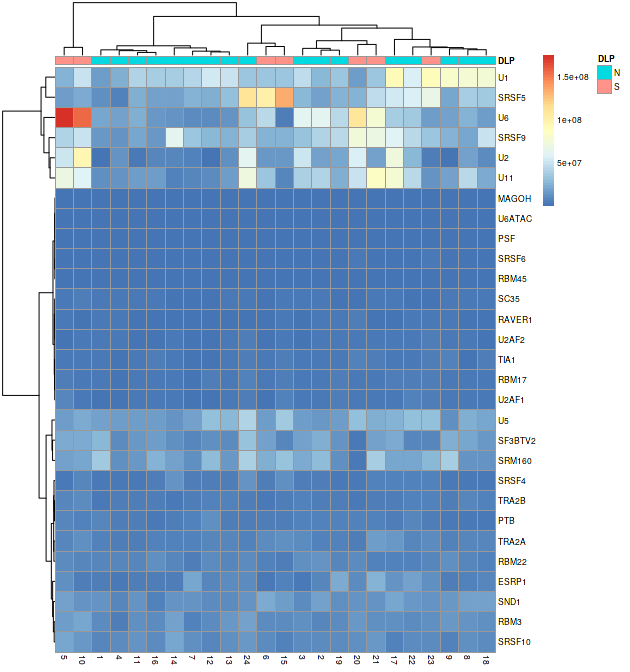 DLP
U1
SRSF5
U6
SRSF9
U2
U11
MAGOH
U6ATAC
PSF
SRSF6
RBM45
SC35
RAVER1
U2AF2
TIA1
RBM17
U2AF1
U5
SF3BTV2
SRM160
SRSF4
TRA2B
PTB
TRA2A
RBM22
ESRP1
SND1
RBM3
SRSF10
5 10 1 4 11 16 14 7 12 13 24 6 15 3 2 19 20 21 17 22 23 9 8 18
1.5e+08
1e+08
5e+07
DLP
N
S